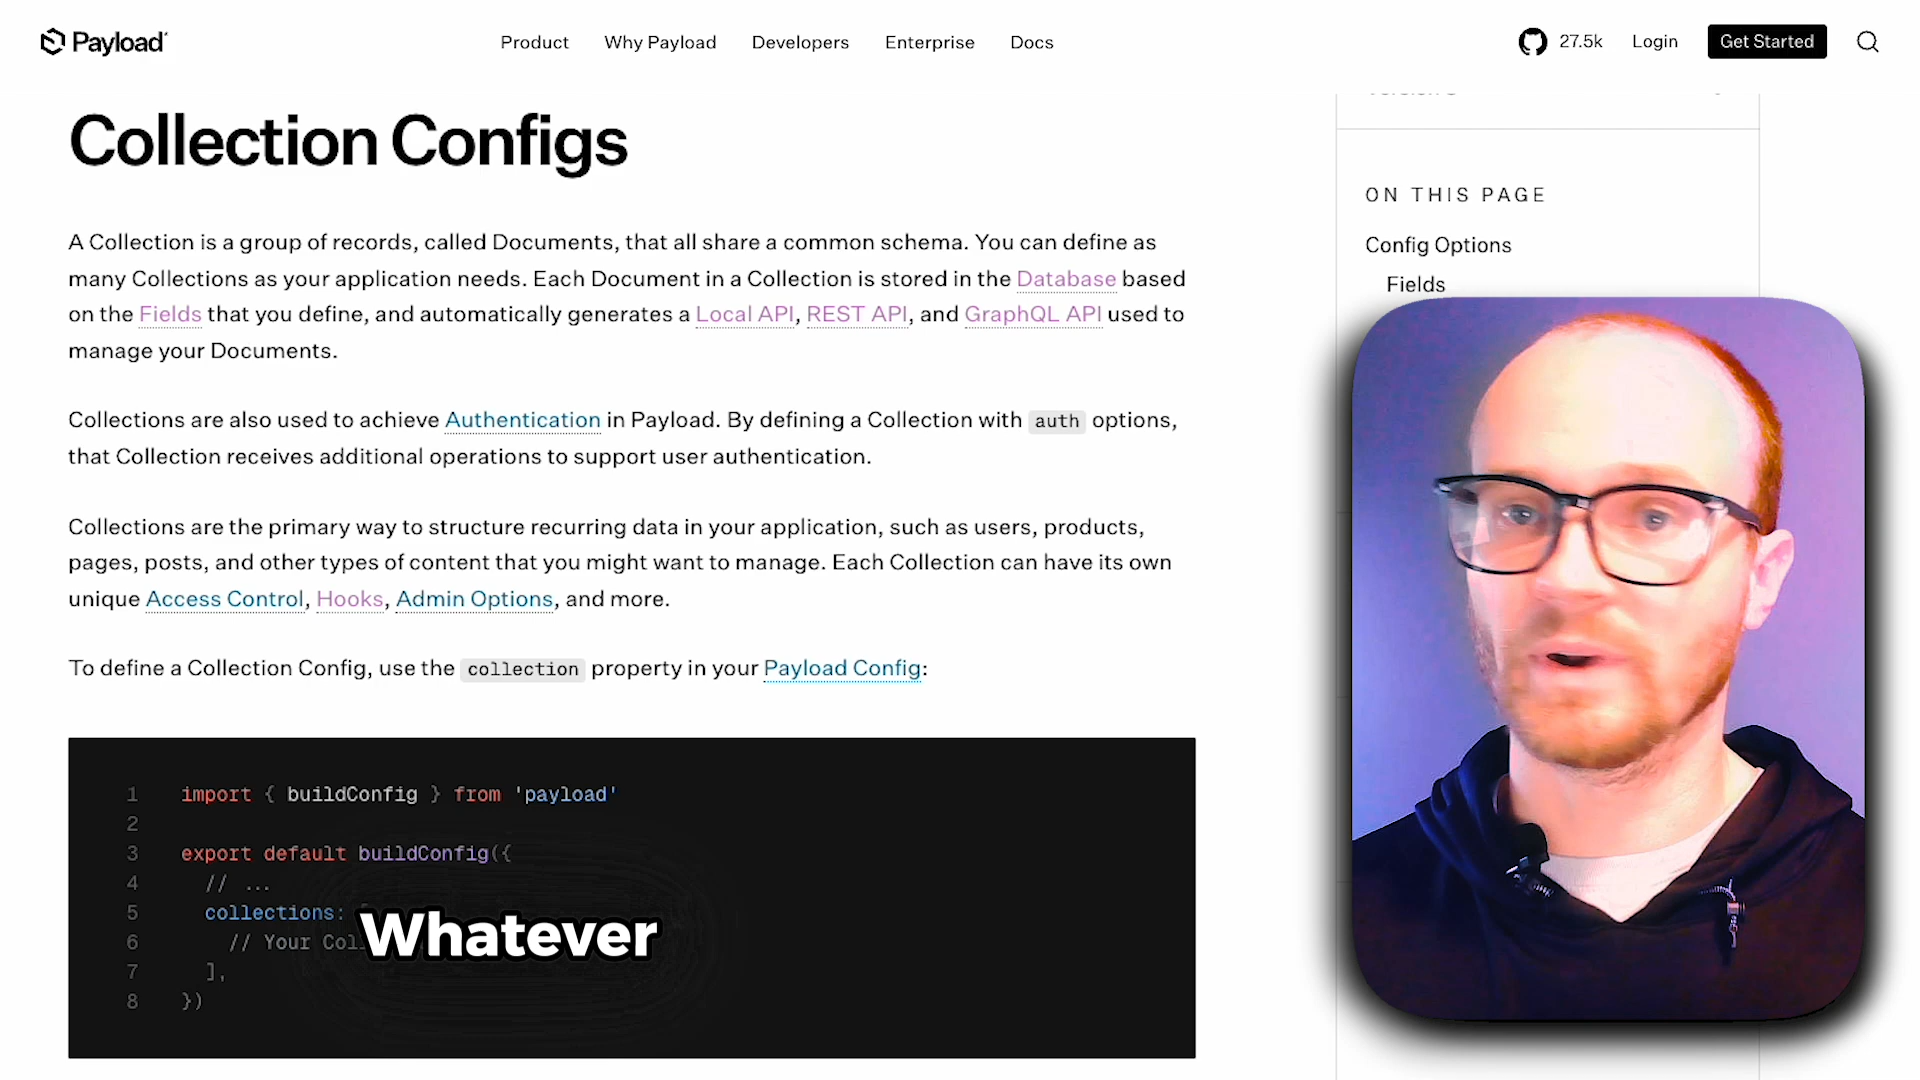 Payload
Product
Why Payload
Developers
Enterprise
Docs
27.5k
Login
Get Started
Collection Configs
A Collection is a group of records, called Documents, that all share a common schema. You can define as
many Collections as your application needs. Each Document in a Collection is stored in the Database based
on the Fields that you define, and automatically generates a Local API, REST API, and GraphQL API used to
manage your Documents.
Collections are also used to achieve Authentication in Payload. By defining a Collection with auth options,
that Collection receives additional operations to support user authentication.
Collections are the primary way to structure recurring data in your application, such as users, products,
pages, posts, and other types of content that you might want to manage. Each Collection can have its own
unique Access Control, Hooks, Admin Options, and more.
To define a Collection Config, use the collection property in your Payload Config:
1 import { buildConfig } from 'payload'
2
3 export default buildConfig({
4 // ...
5 collections:
6 // Your
7 ],
8 })
Whatever
ON THIS PAGE
Config Options
Fields